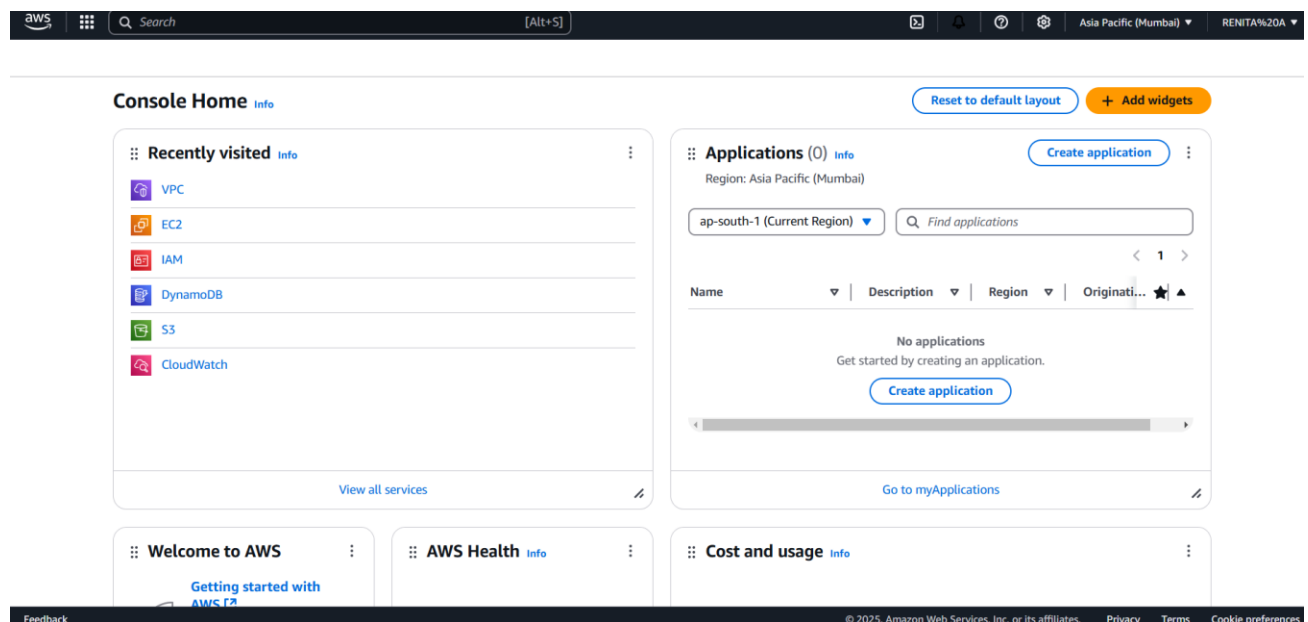 aws Search [Alt+S] Asia Pacific (Mumbai) RENITA%20A
Console Home Info Reset to default layout + Add widgets
Recently visited Info
VPC
EC2
IAM
DynamoDB
S3
CloudWatch
View all services
Applications (0) Info Create application
Region: Asia Pacific (Mumbai)
ap-south-1 (Current Region) Find applications
1
Name Description Region Originati...
No applications
Get started by creating an application.
Create application
Go to myApplications
Welcome to AWS
Getting started with
AWS
AWS Health Info
Cost and usage Info
Feedback © 2025, Amazon Web Services, Inc. or its affiliates. Privacy Terms Cookie preferences